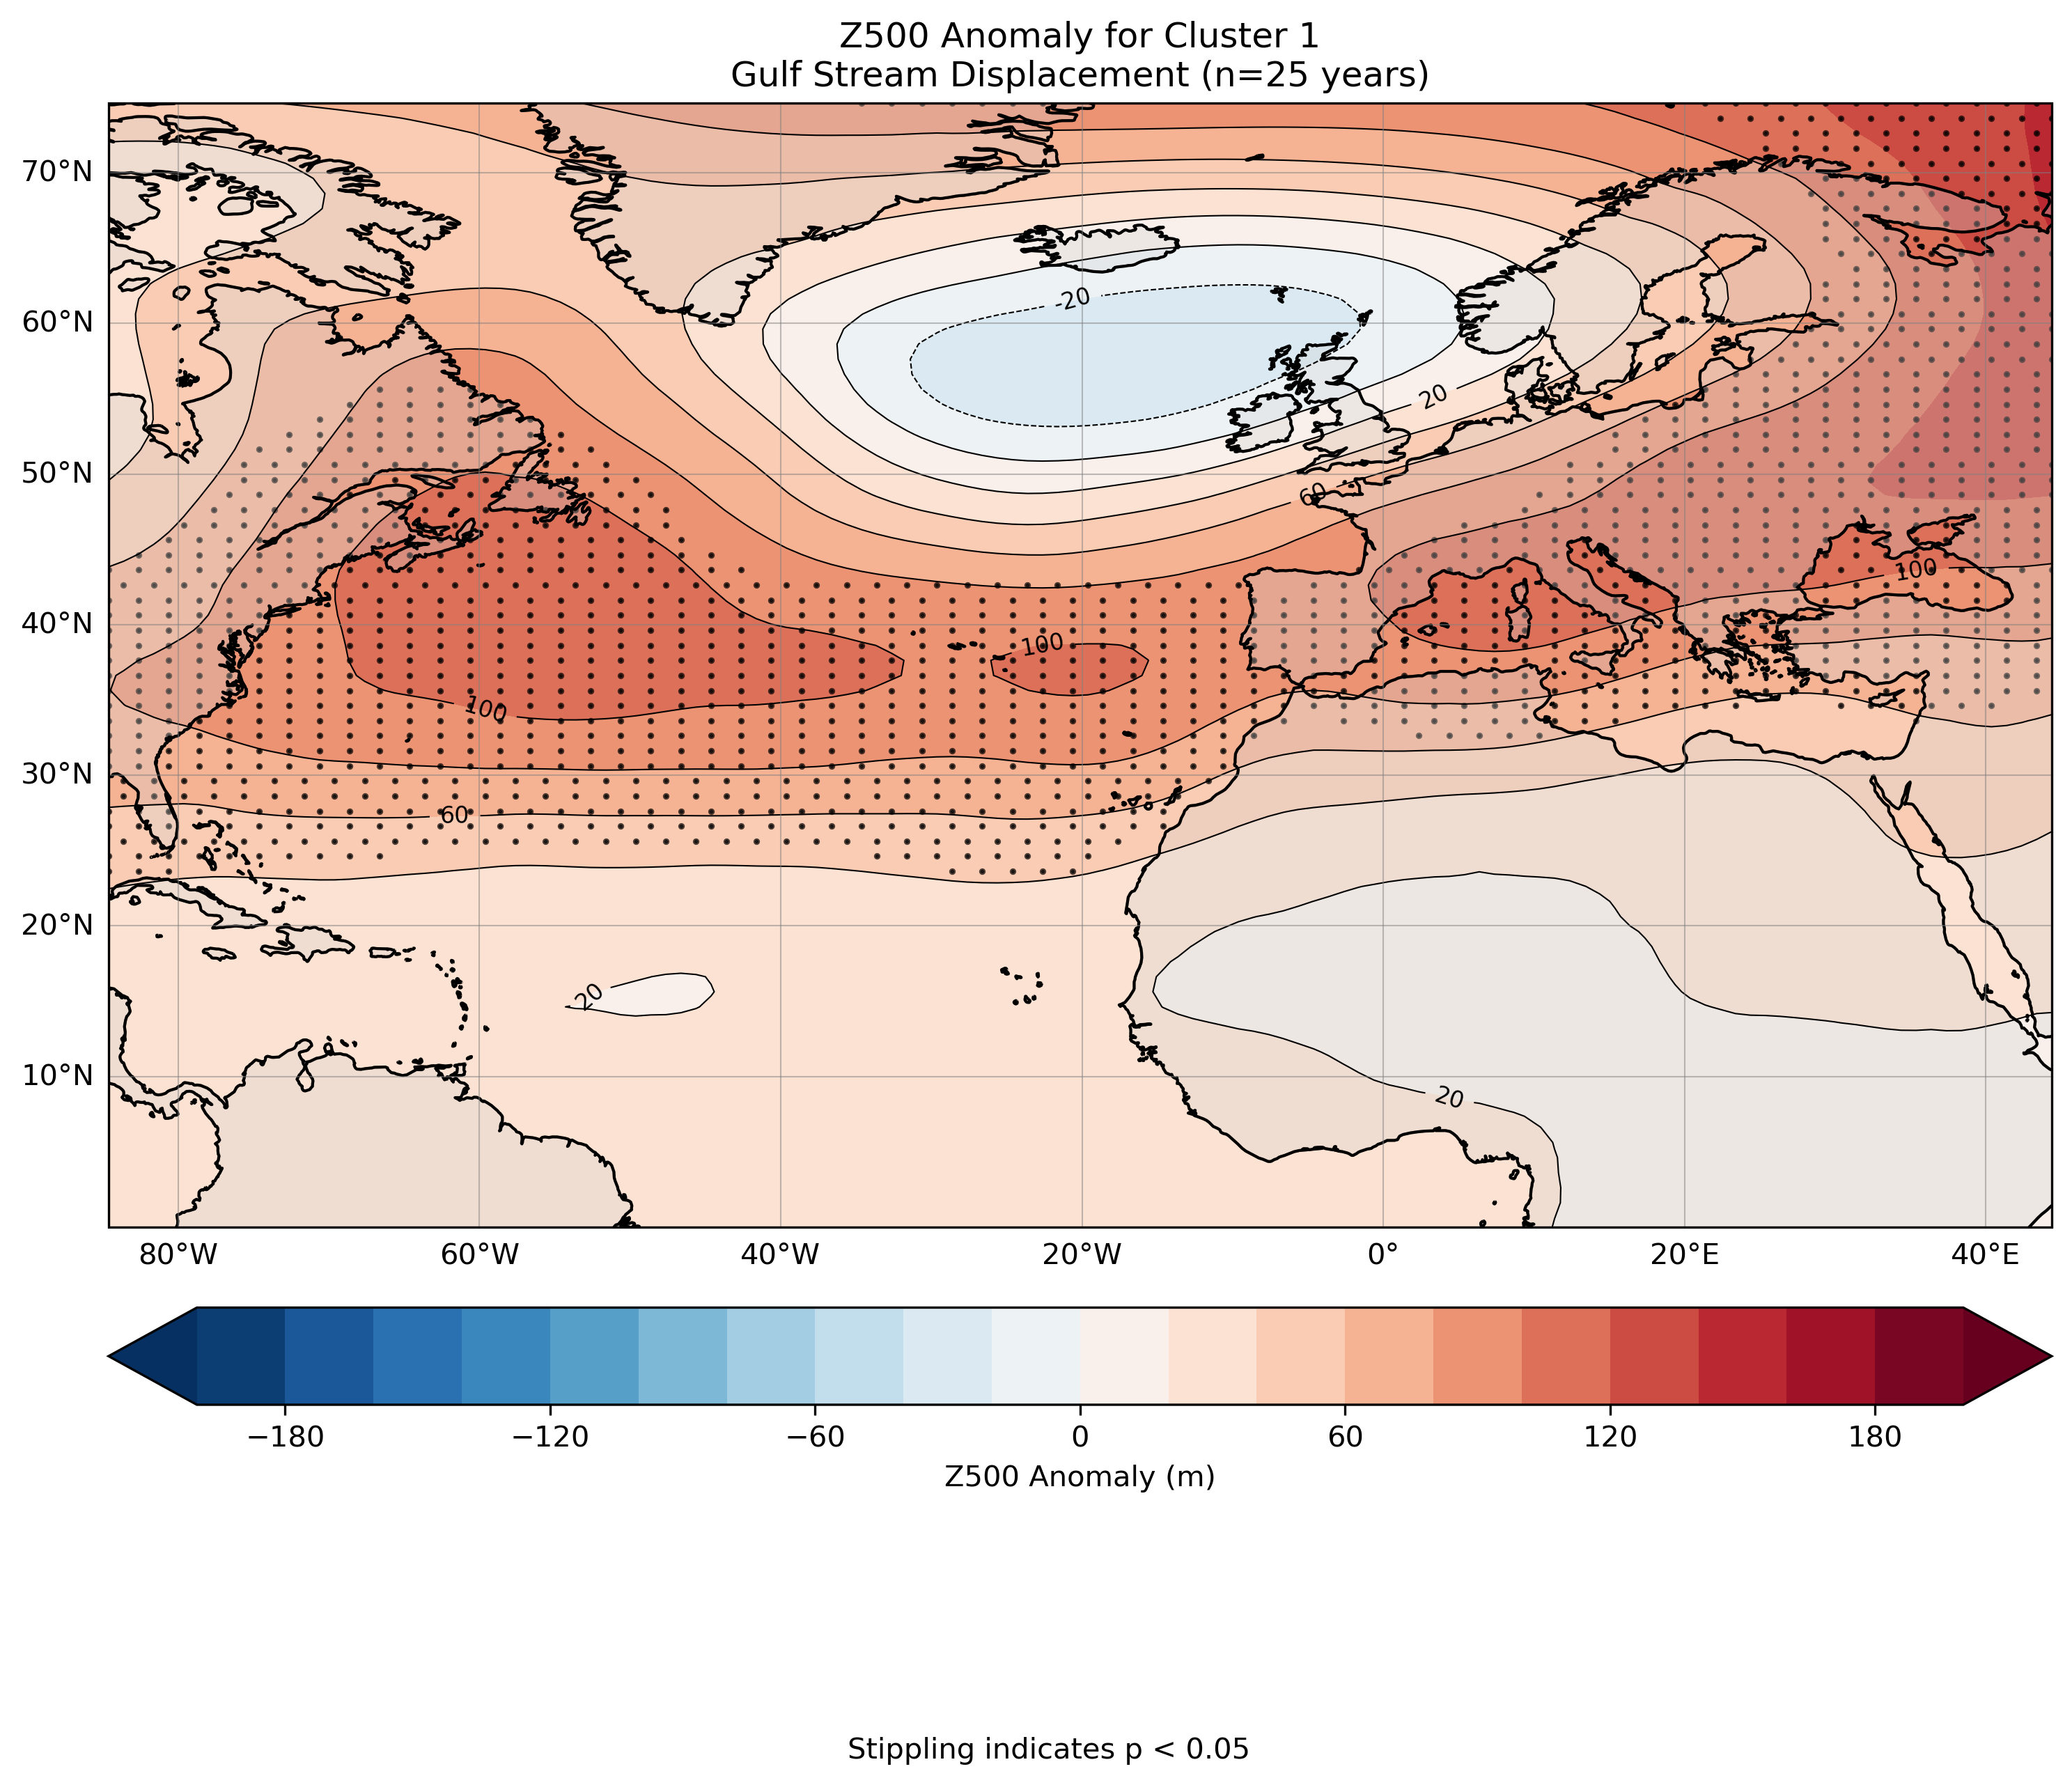 Z500 Anomaly for Cluster 1
Gulf Stream Displacement (n=25 years)
70°N
60°N
50°N
40°N
30°N
20°N
10°N
-20
20
60
100
100
100
60
20
20
80°W 60°W 40°W 20°W 0° 20°E 40°E
−180 −120 −60 0 60 120 180
Z500 Anomaly (m)
Stippling indicates p < 0.05